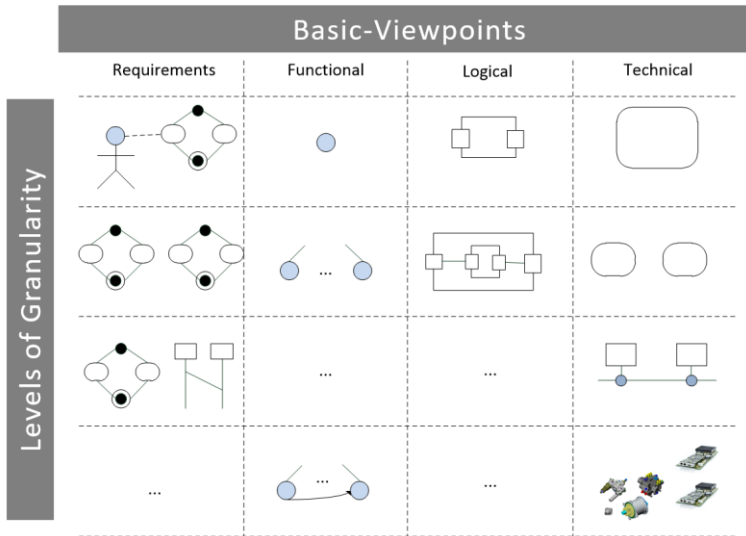 Basic-Viewpoints
Requirements Functional Logical Technical
Levels of Granularity
...
... ...
...
... ...